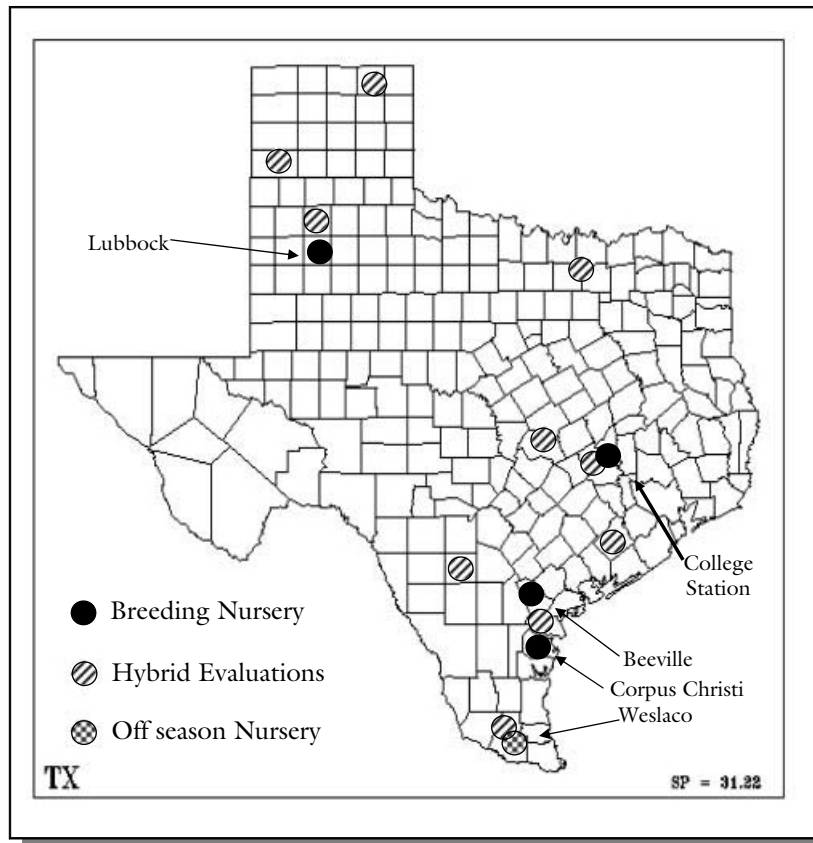 Lubbock
College
Station
Breeding Nursery
Beeville
Hybrid Evaluations
Corpus Christi
Weslaco
Off season Nursery
TX
SP = 31.22